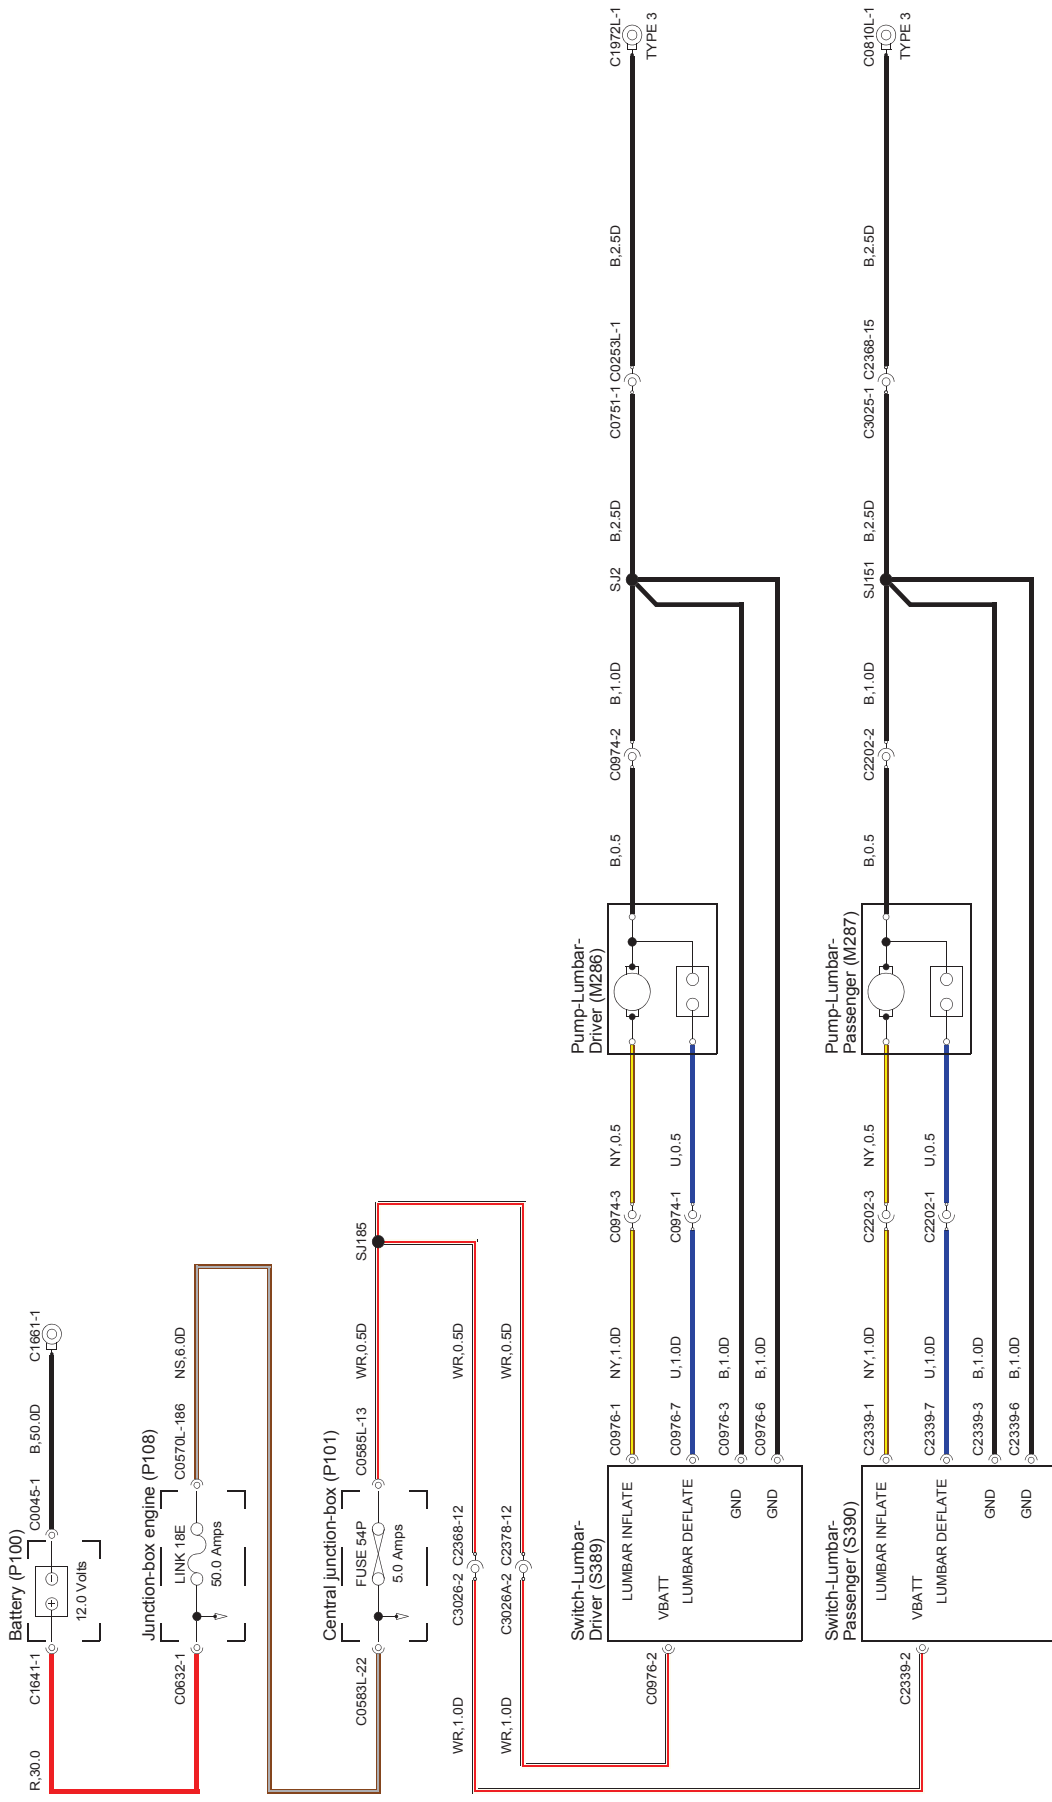 Battery (P100)
C1641-1
C0045-1
C1661-1
R,30.0
B,50.0D
12.0 Volts
Junction-box engine (P108)
C0632-1
C0570L-186
NS,6.0D
LINK 18E
50.0 Amps
Central junction-box (P101)
C0583L-22
C0585L-13
WR,0.5D
SJ185
FUSE 54P
5.0 Amps
WR,1.0D
C3026-2
C2368-12
WR,0.5D
WR,1.0D
C3026A-2
C2378-12
WR,0.5D
Switch-Lumbar-
Driver (S389)
LUMBAR INFLATE
VBATT
LUMBAR DEFLATE
GND
GND
C0976-2
C0976-1
NY,1.0D
C0974-3
NY,0.5
C0976-7
U,1.0D
C0974-1
U,0.5
C0976-3
B,1.0D
C0976-6
B,1.0D
Pump-Lumbar-
Driver (M286)
B,0.5
C0974-2
B,1.0D
SJ2
B,2.5D
C0751-1
C0253L-1
B,2.5D
C1972L-1
TYPE 3
Switch-Lumbar-
Passenger (S390)
LUMBAR INFLATE
VBATT
LUMBAR DEFLATE
GND
GND
C2339-2
C2339-1
NY,1.0D
C2202-3
NY,0.5
C2339-7
U,1.0D
C2202-1
U,0.5
C2339-3
B,1.0D
C2339-6
B,1.0D
Pump-Lumbar-
Passenger (M287)
B,0.5
C2202-2
B,1.0D
SJ151
B,2.5D
C3025-1
C2368-15
B,2.5D
C0810L-1
TYPE 3